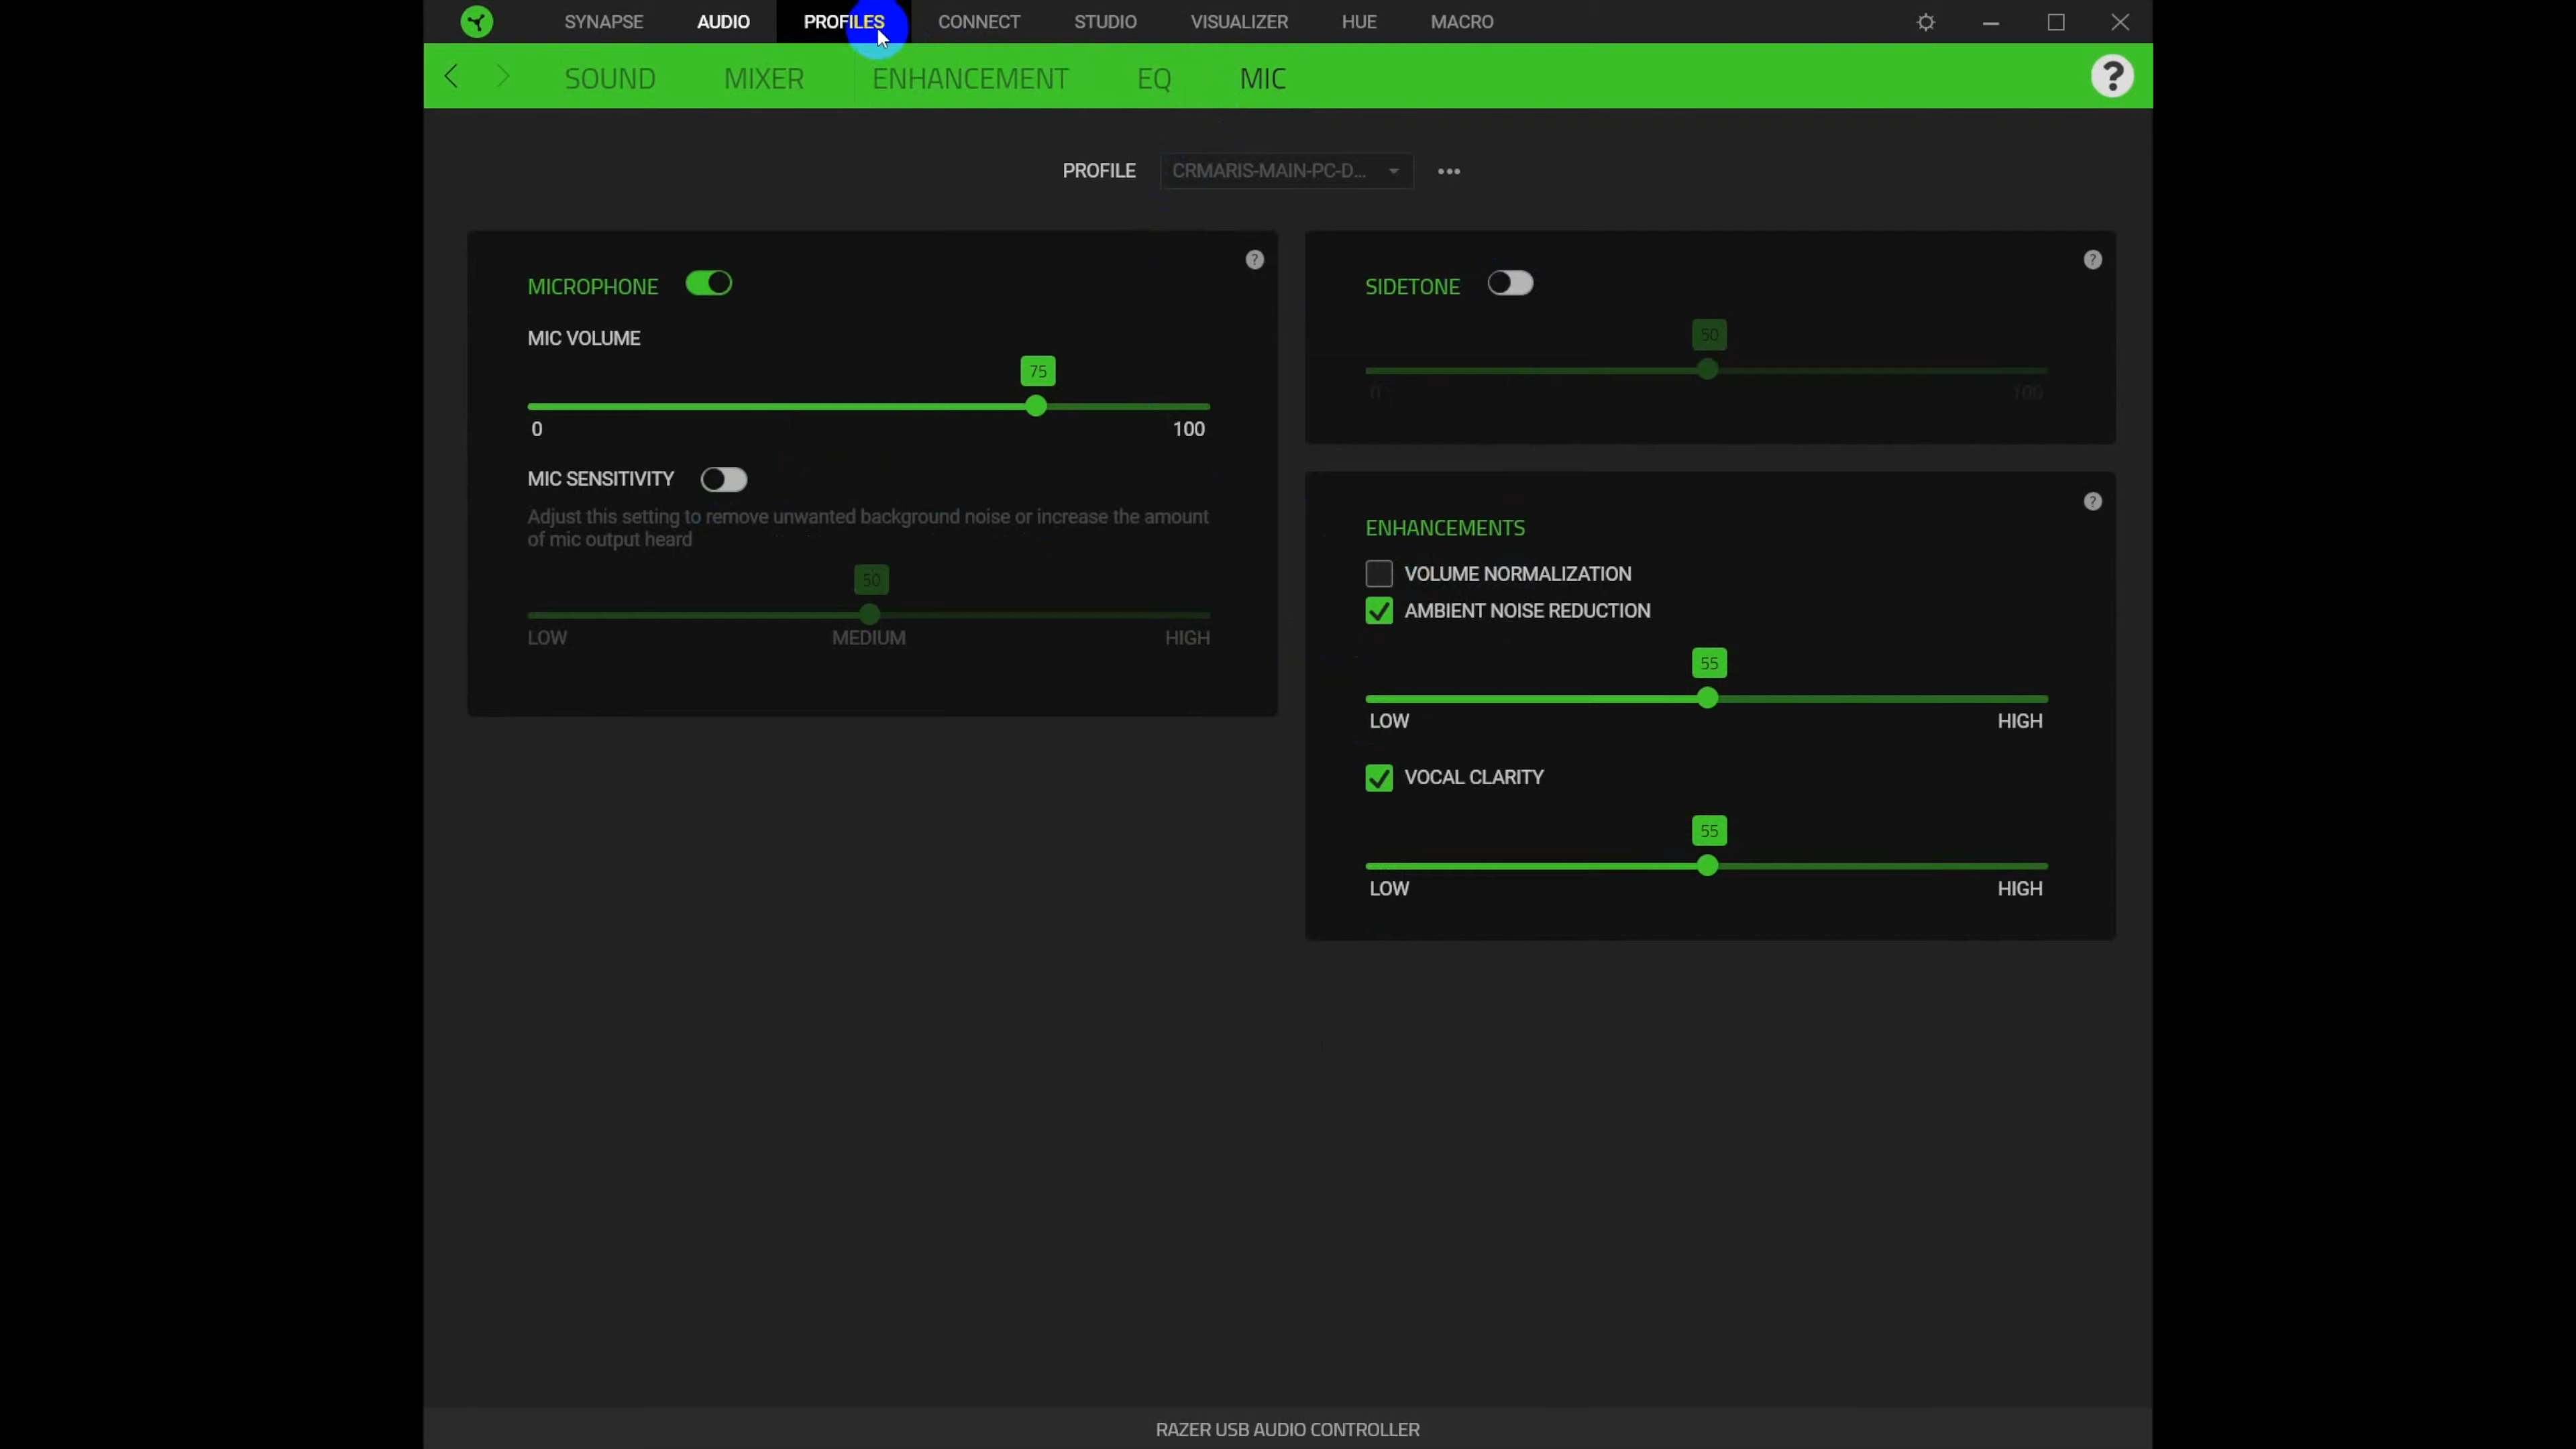 SYNAPSE AUDIO PROFILES CONNECT STUDIO VISUALIZER HUE MACRO
SOUND MIXER ENHANCEMENT EQ MIC ?
PROFILE CRMARIS-MAIN-PC-D... •••
MICROPHONE ?
MIC VOLUME
75
0 100
MIC SENSITIVITY
Adjust this setting to remove unwanted background noise or increase the amount
of mic output heard
50
LOW MEDIUM HIGH
SIDETONE ?
50
0 100
ENHANCEMENTS ?
VOLUME NORMALIZATION
AMBIENT NOISE REDUCTION
55
LOW HIGH
VOCAL CLARITY
55
LOW HIGH
RAZER USB AUDIO CONTROLLER